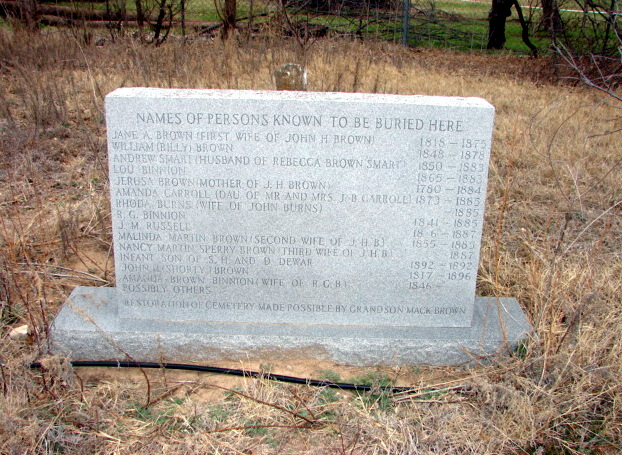 NAMES OF PERSONS KNOWN TO BE BURIED HERE
JANE A. BROWN (FIRST WIFE OF JOHN H BROWN) 1818 - 1875
WILLIAM (BILLY) BROWN 1848 - 1878
ANDREW SMART (HUSBAND OF REBECCA BROWN SMART) 1850 - 1883
LOU BINNION 1865 - 1883
JERUSA BROWN (MOTHER OF J. H BROWN) 1780 - 1884
AMANDA CARROLL (DAU. OF MR AND MRS. J. B CARROLL) 1873 - 1885
RHODA BURNS (WIFE OF JOHN BURNS) - 1885
R. G. BINNION 1841 - 1885
J. M. RUSSELL - 1887
MALINDA MARTIN BROWN (SECOND WIFE OF J. H. B.) 1855 -
NANCY MARTIN SPERRY BROWN (THIRD WIFE OF J. H. B.) 1887
INFANT SON OF S. H. AND D. DEWAR 1892 - 1892
JOHN H. (SHORTY) BROWN 1817 - 1896
AMANDA BROWN BINNION (WIFE OF R. G. B.) 1846 -
POSSIBLY OTHERS
RESTORATION OF CEMETERY MADE POSSIBLE BY GRANDSON MACK BROWN